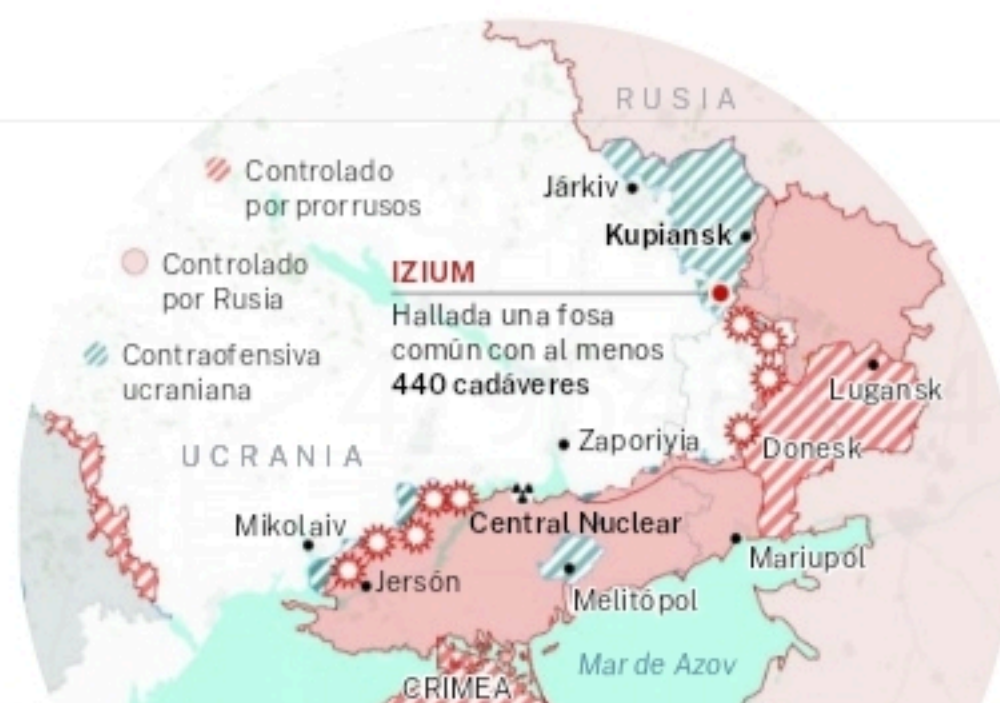 RUSIA
Controlado
por prorrusos
Járkiv
Kupiansk
Controlado
por Rusia
IZIUM
Hallada una fosa
común con al menos
440 cadáveres
Contraofensiva
ucraniana
Lugansk
UCRANIA
Zaporiyia
Donesk
Mikolaiv
Central Nuclear
Mariupol
Jersón
Melitópol
Mar de Azov
CRIMEA